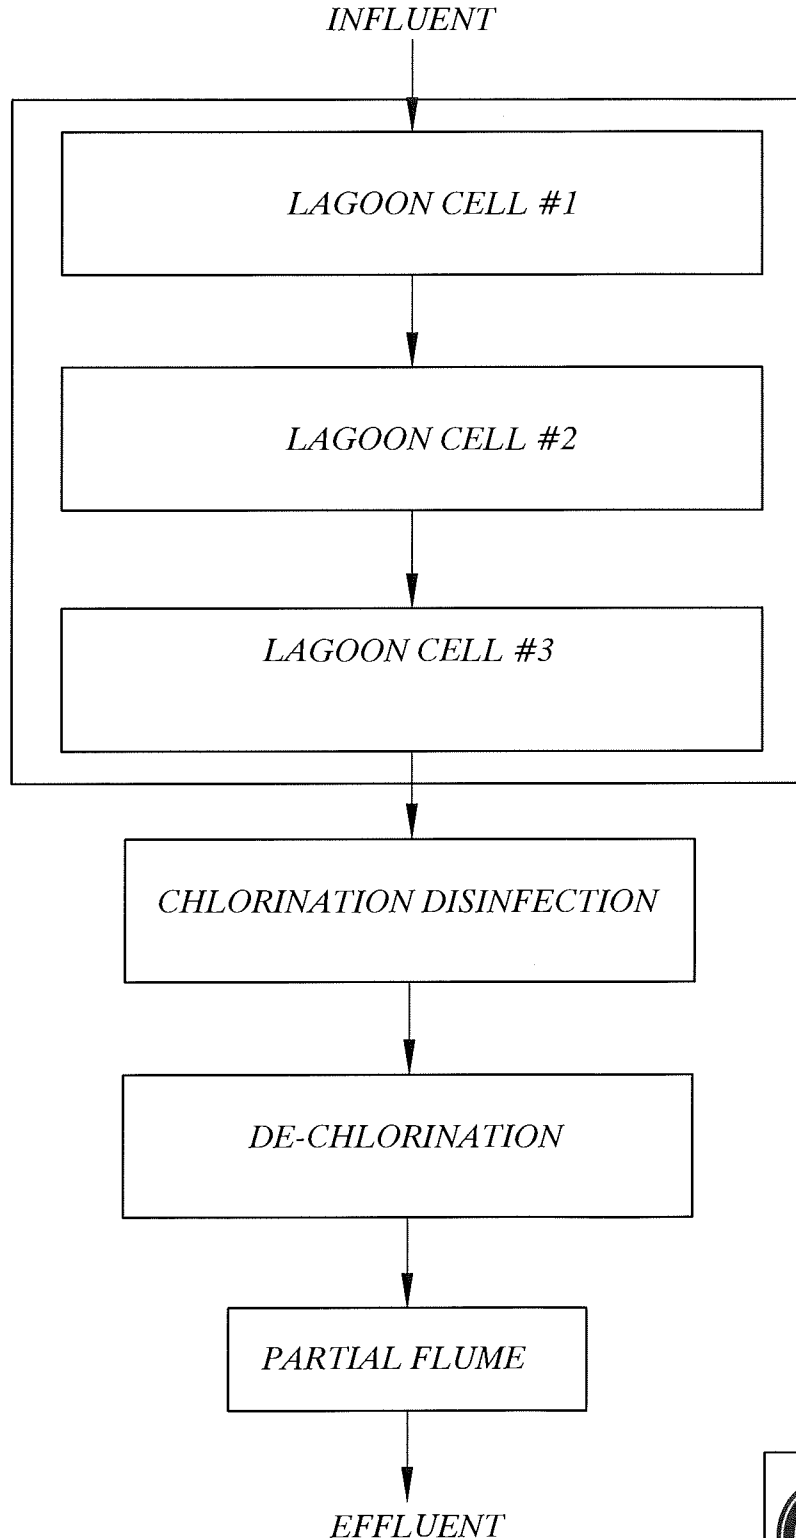 INFLUENT
LAGOON CELL #1
LAGOON CELL #2
LAGOON CELL #3
CHLORINATION DISINFECTION
DE-CHLORINATION
PARTIAL FLUME
EFFLUENT